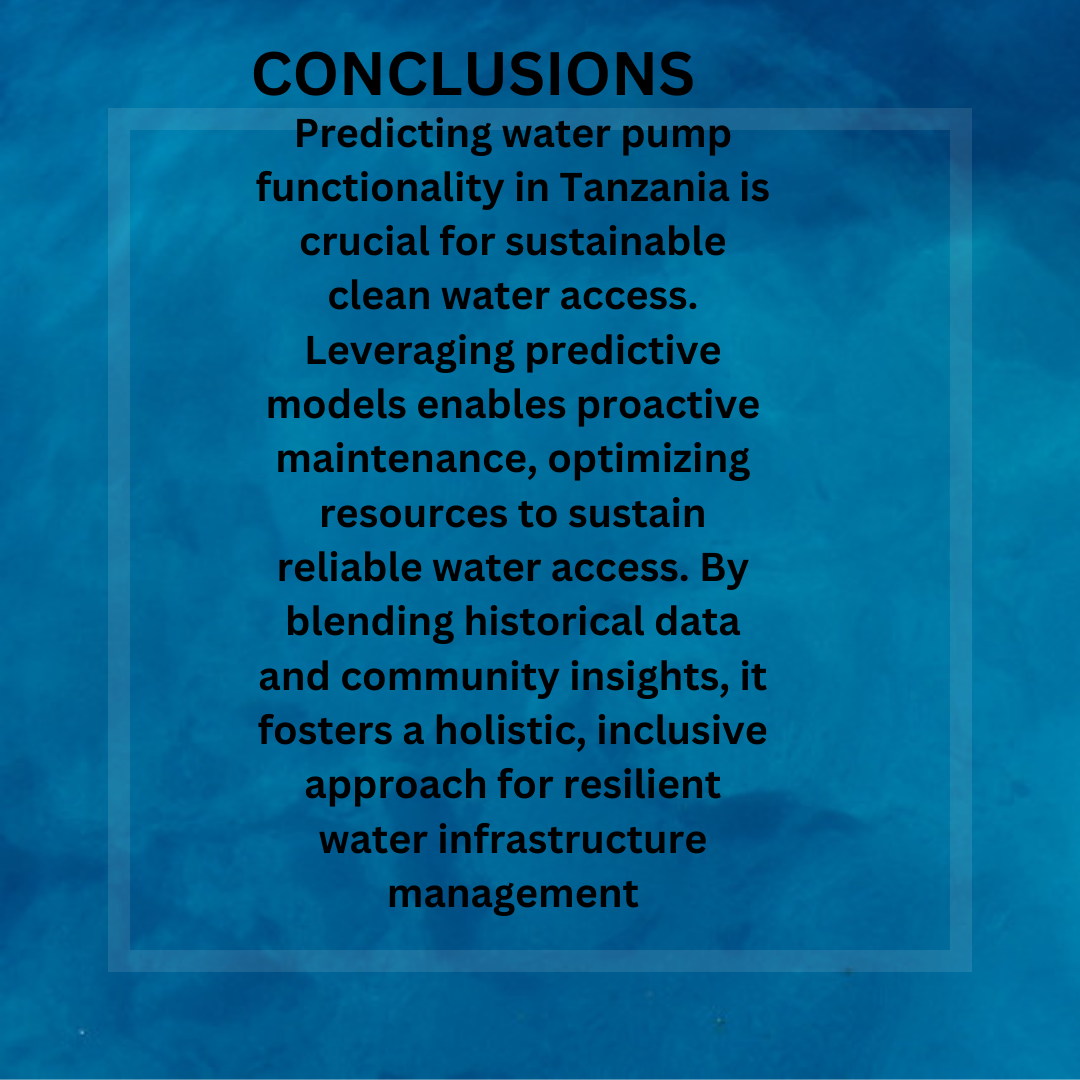 CONCLUSIONS
Predicting water pump
functionality in Tanzania is
crucial for sustainable
clean water access.
Leveraging predictive
models enables proactive
maintenance, optimizing
resources to sustain
reliable water access. By
blending historical data
and community insights, it
fosters a holistic, inclusive
approach for resilient
water infrastructure
management